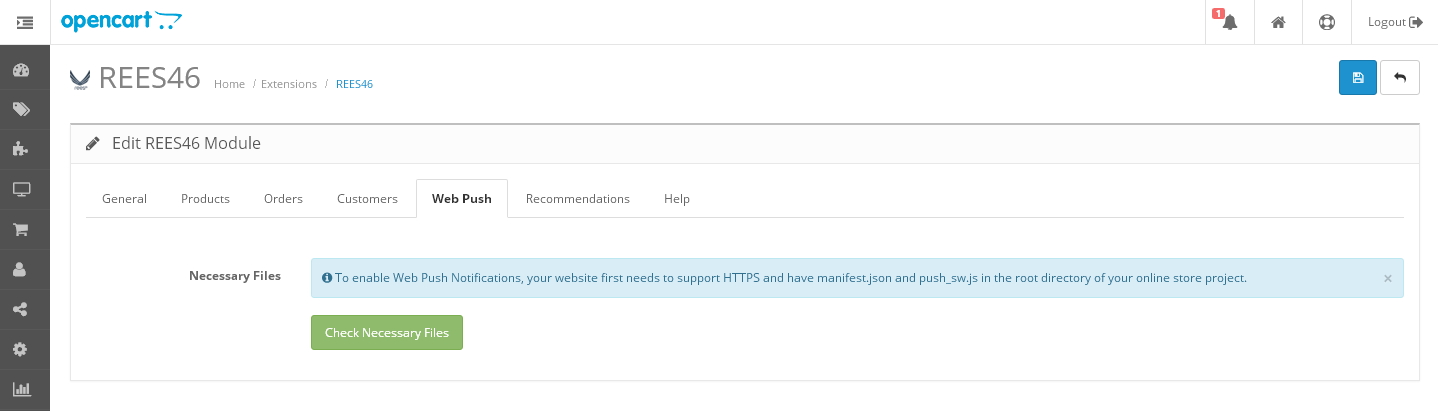 opencart
1
Logout
REES46 Home / Extensions / REES46
Edit REES46 Module
General Products Orders Customers Web Push Recommendations Help
Necessary Files
To enable Web Push Notifications, your website first needs to support HTTPS and have manifest.json and push_sw.js in the root directory of your online store project. ×
Check Necessary Files